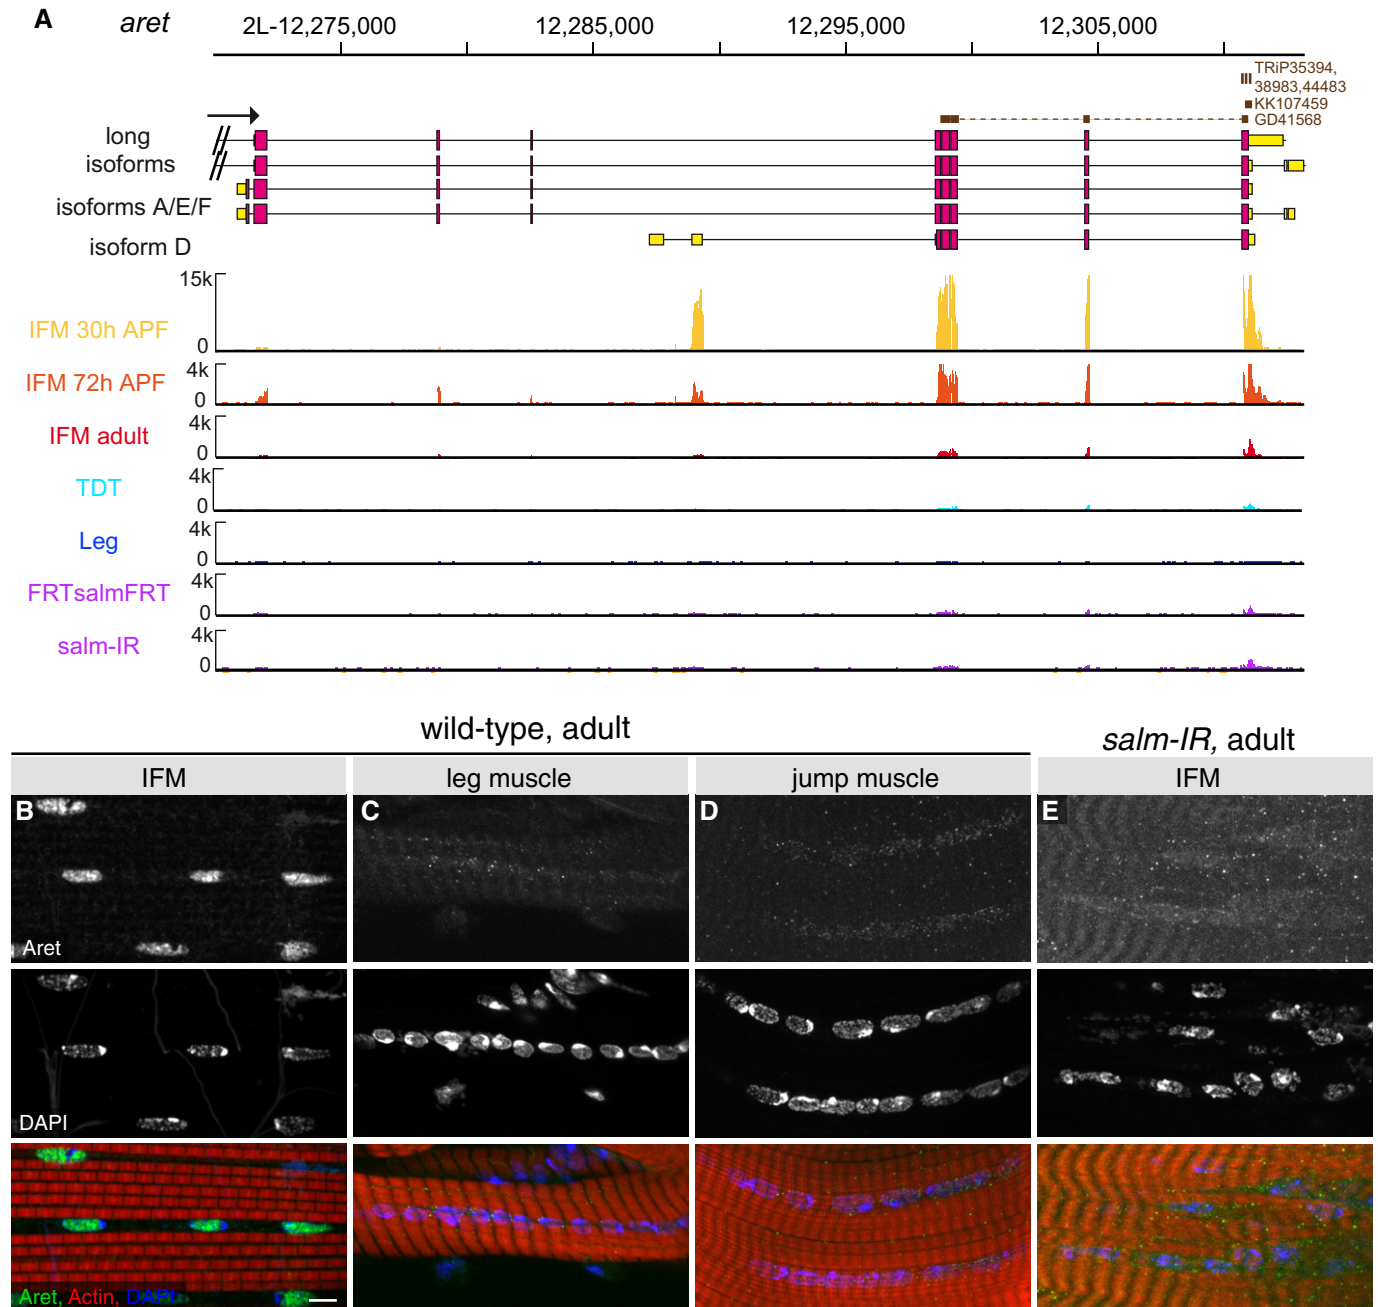 A
aret
2L-12,275,000
12,285,000
12,295,000
12,305,000
TRiP35394,
38983,44483
KK107459
GD41568
long
isoforms
isoforms A/E/F
isoform D
15k
0
IFM 30h APF
4k
0
IFM 72h APF
4k
0
IFM adult
4k
0
TDT
4k
0
Leg
4k
0
FRTsalmFRT
4k
0
salm-IR
wild-type, adult
salm-IR, adult
IFM
leg muscle
jump muscle
IFM
B
C
D
E
Aret
DAPI
Aret, Actin, DAPI